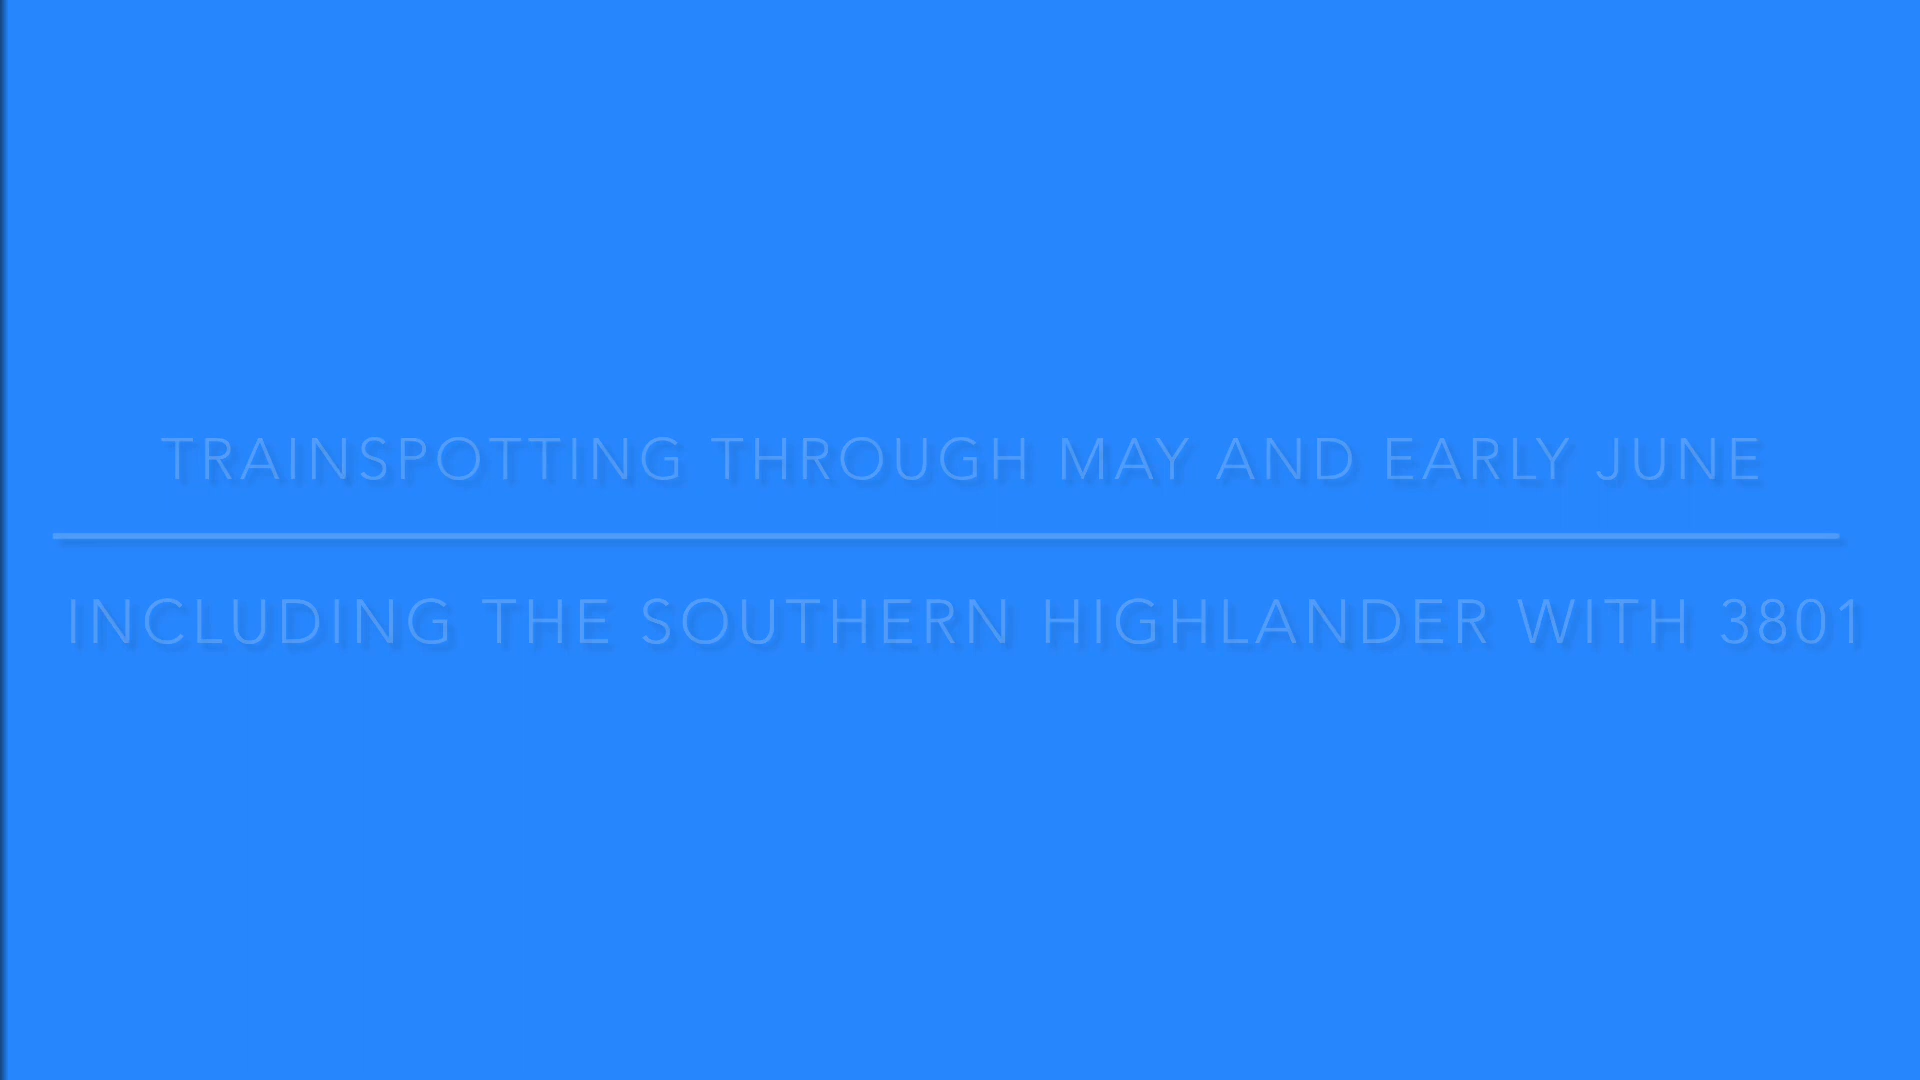 TRAINSPOTTING THROUGH MAY AND EARLY JUNE
INCLUDING THE SOUTHERN HIGHLANDER WITH 3801